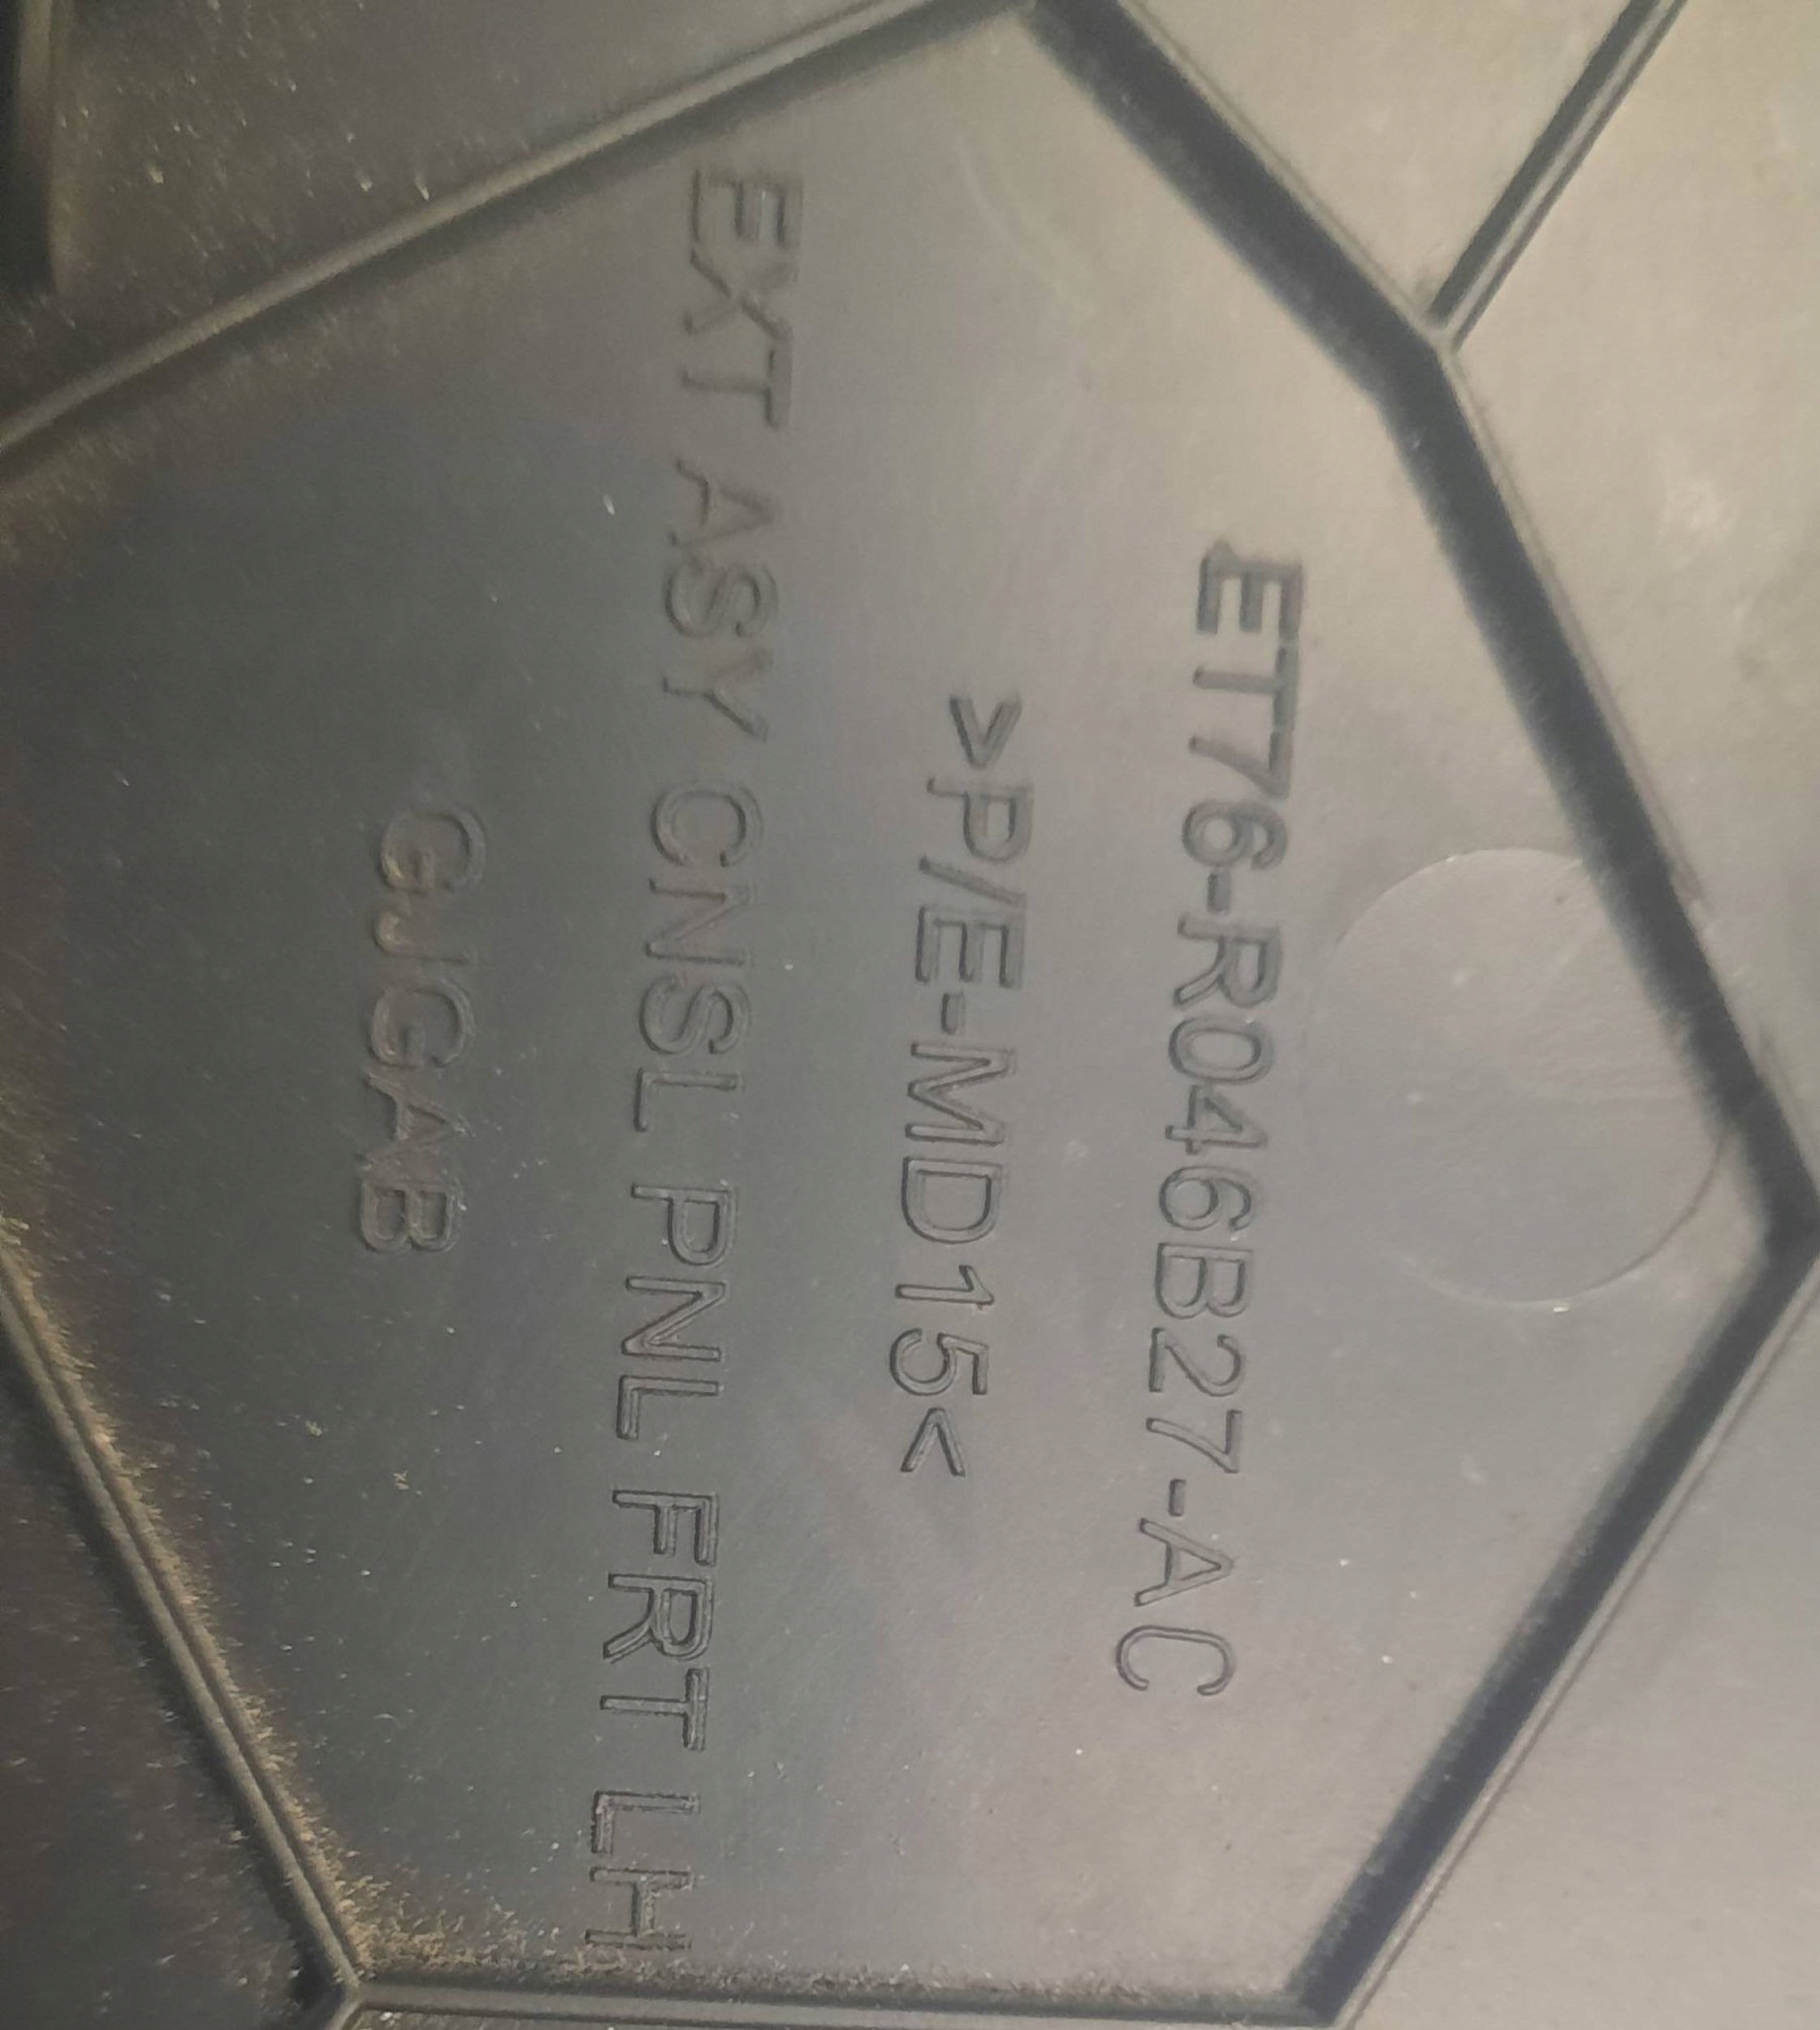 ET76-R046B27-AC
>P/E-MD15<
EXT ASY CNSL PNL FRT LH
GJGAB